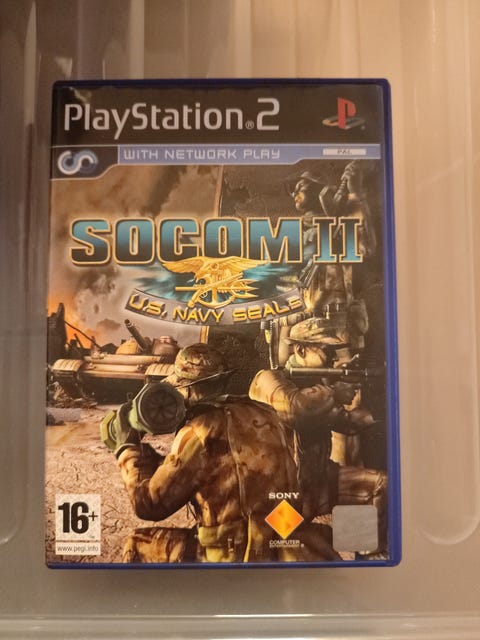 PlayStation®2
WITH NETWORK PLAY
PAL
SOCOM II
U.S. NAVY SEALs
16+
www.pegi.info
SONY
COMPUTER
ENTERTAINMENT®